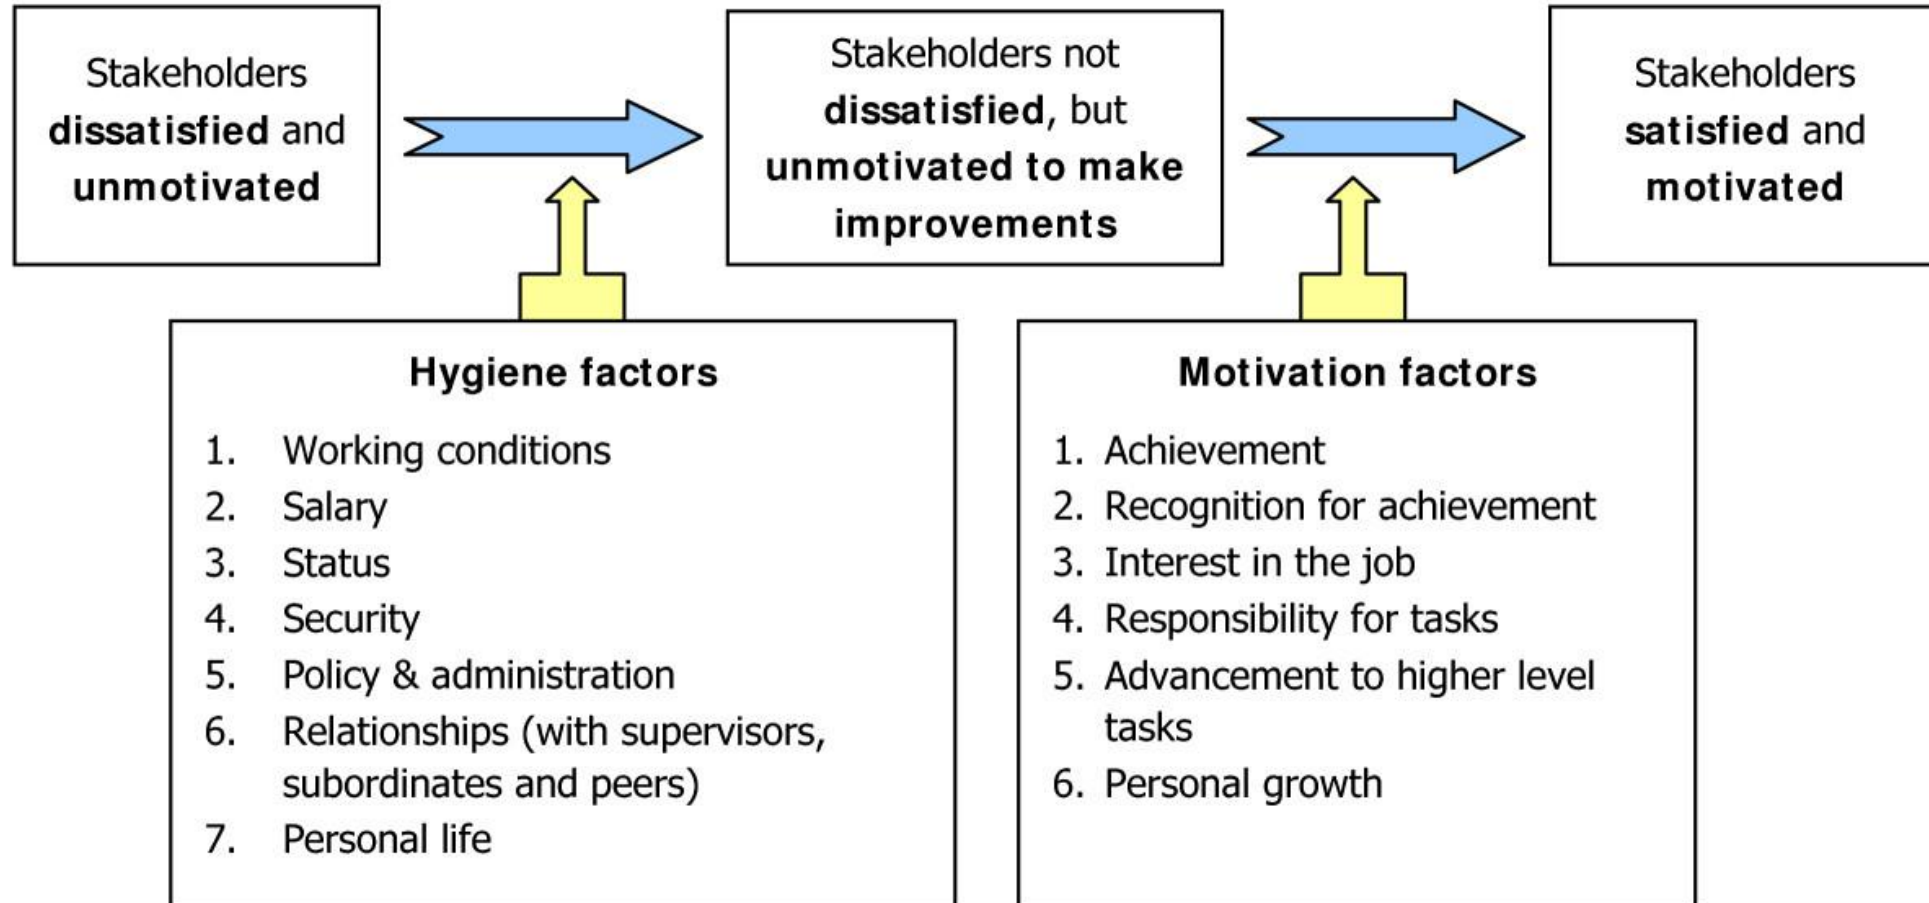 Stakeholders
dissatisfied and
unmotivated
Stakeholders not
dissatisfied, but
unmotivated to make
improvements
Stakeholders
satisfied and
motivated
Hygiene factors
1. Working conditions
2. Salary
3. Status
4. Security
5. Policy & administration
6. Relationships (with supervisors,
subordinates and peers)
7. Personal life
Motivation factors
1. Achievement
2. Recognition for achievement
3. Interest in the job
4. Responsibility for tasks
5. Advancement to higher level
tasks
6. Personal growth